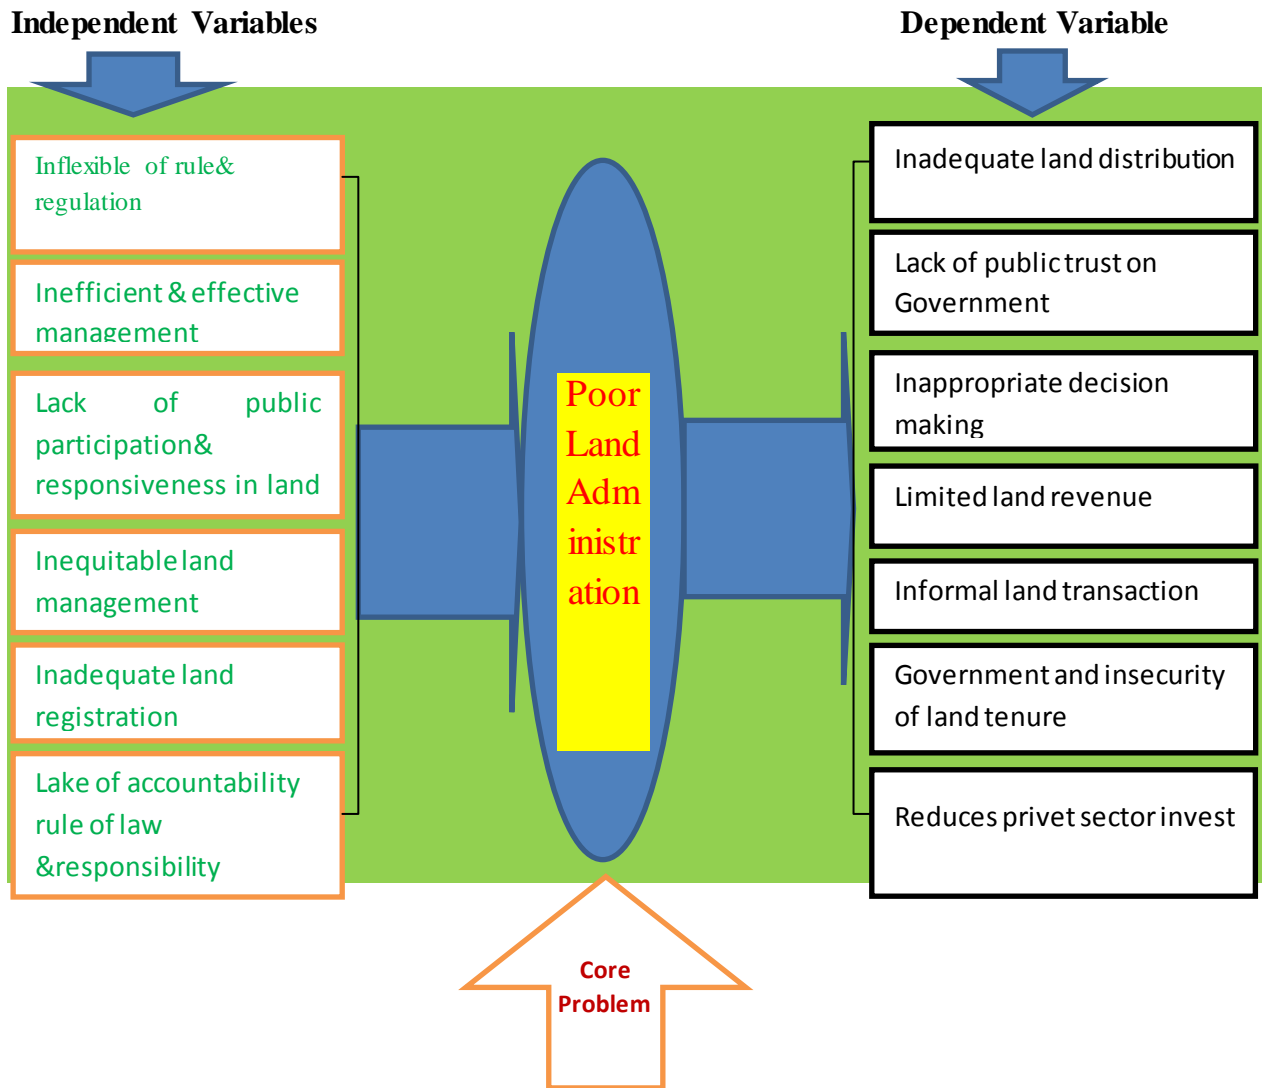 Independent Variables
Dependent Variable
Inflexible of rule&
regulation
Inefficient & effective
management
Lack of public
participation&
responsiveness in land
Inequitable land
management
Inadequate land
registration
Lake of accountability
rule of law
&responsibility
Poor
Land
Adm
inistr
ation
Inadequate land distribution
Lack of public trust on
Government
Inappropriate decision
making
Limited land revenue
Informal land transaction
Government and insecurity
of land tenure
Reduces privet sector invest
Core
Problem